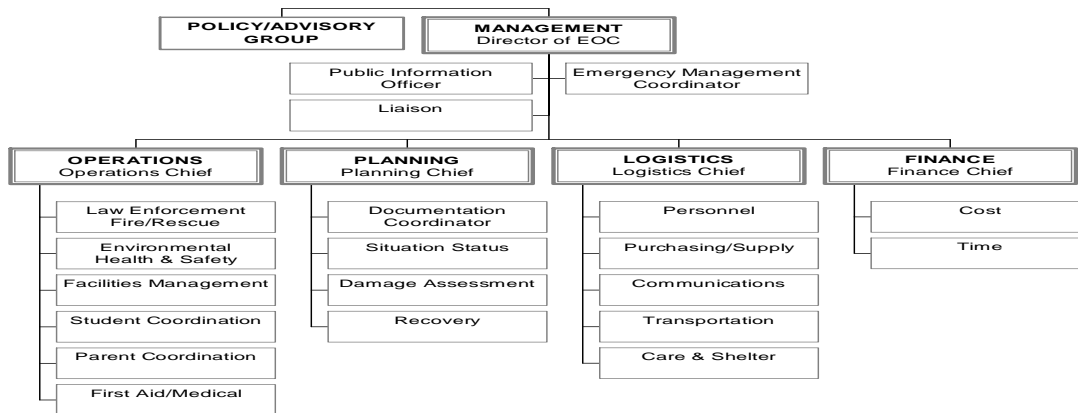 POLICY/ADVISORY
GROUP
MANAGEMENT
Director of EOC
Public Information
Officer
Emergency Management
Coordinator
Liaison
OPERATIONS
Operations Chief
PLANNING
Planning Chief
LOGISTICS
Logistics Chief
FINANCE
Finance Chief
Law Enforcement
Fire/Rescue
Environmental
Health & Safety
Facilities Management
Student Coordination
Parent Coordination
First Aid/Medical
Documentation
Coordinator
Situation Status
Damage Assessment
Recovery
Personnel
Purchasing/Supply
Communications
Transportation
Care & Shelter
Cost
Time